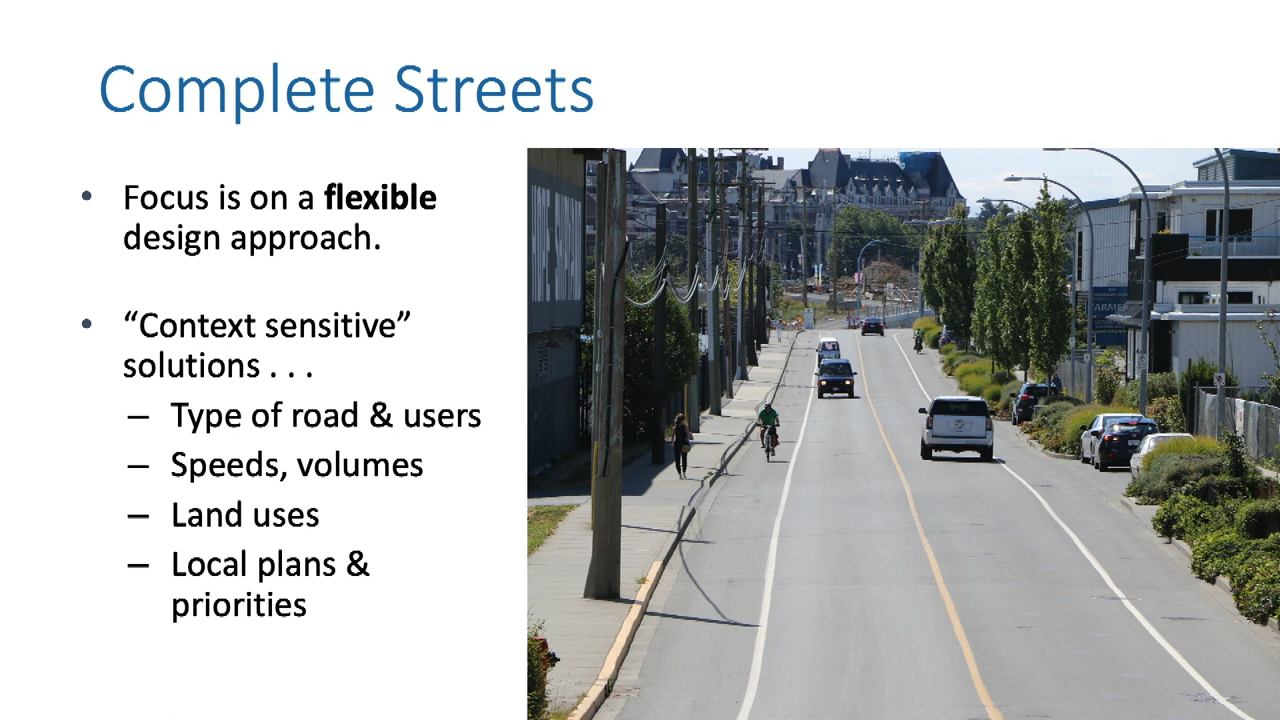 Complete Streets
• Focus is on a flexible
design approach.
• “Context sensitive”
solutions . . .
– Type of road & users
– Speeds, volumes
– Land uses
– Local plans &
priorities